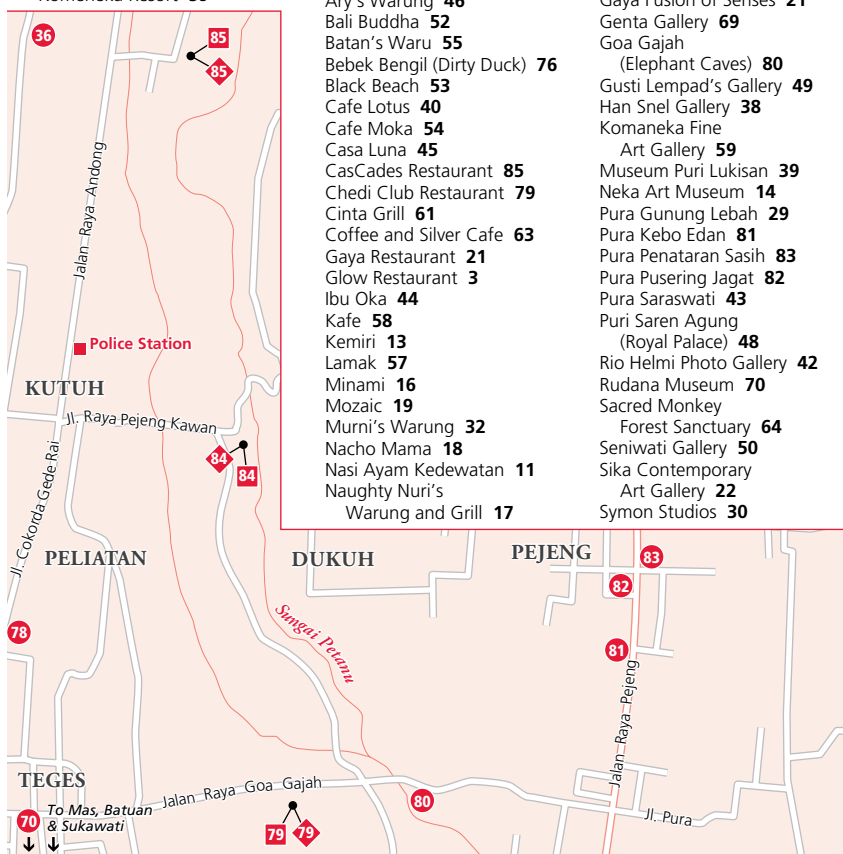 Ary's Warung 46
Bali Buddha 52
Batan's Waru 55
Bebek Bengil (Dirty Duck) 76
Black Beach 53
Cafe Lotus 40
Cafe Moka 54
Casa Luna 45
CasCades Restaurant 85
Chedi Club Restaurant 79
Cinta Grill 61
Coffee and Silver Cafe 63
Gaya Restaurant 21
Glow Restaurant 3
Ibu Oka 44
Kafe 58
Kemiri 13
Lamak 57
Minami 16
Mozaic 19
Murni's Warung 32
Nacho Mama 18
Nasi Ayam Kedewatan 11
Naughty Nuri's
Warung and Grill 17
Gaya Fusion of Senses 21
Genta Gallery 69
Goa Gajah
(Elephant Caves) 80
Gusti Lempad's Gallery 49
Han Snel Gallery 38
Komaneka Fine
Art Gallery 59
Museum Puri Lukisan 39
Neka Art Museum 14
Pura Gunung Lebah 29
Pura Kebo Edan 81
Pura Penataran Sasih 83
Pura Pusering Jagat 82
Pura Saraswati 43
Puri Saren Agung
(Royal Palace) 48
Rio Helmi Photo Gallery 42
Rudana Museum 70
Sacred Monkey
Forest Sanctuary 64
Seniwati Gallery 50
Sika Contemporary
Art Gallery 22
Symon Studios 30
36
85
85
Jalan Raya Andong
Police Station
KUTUH
Jl. Raya Pejeng Kawan
84
84
Jl. Cokorda Gede Rai
PELIATAN
DUKUH
PEJENG
83
82
Sungai Petanu
78
81
Jalan Raya Pejeng
TEGES
Jalan Raya Goa Gajah
80
Jl. Pura
70
To Mas, Batuan
& Sukawati
79
79